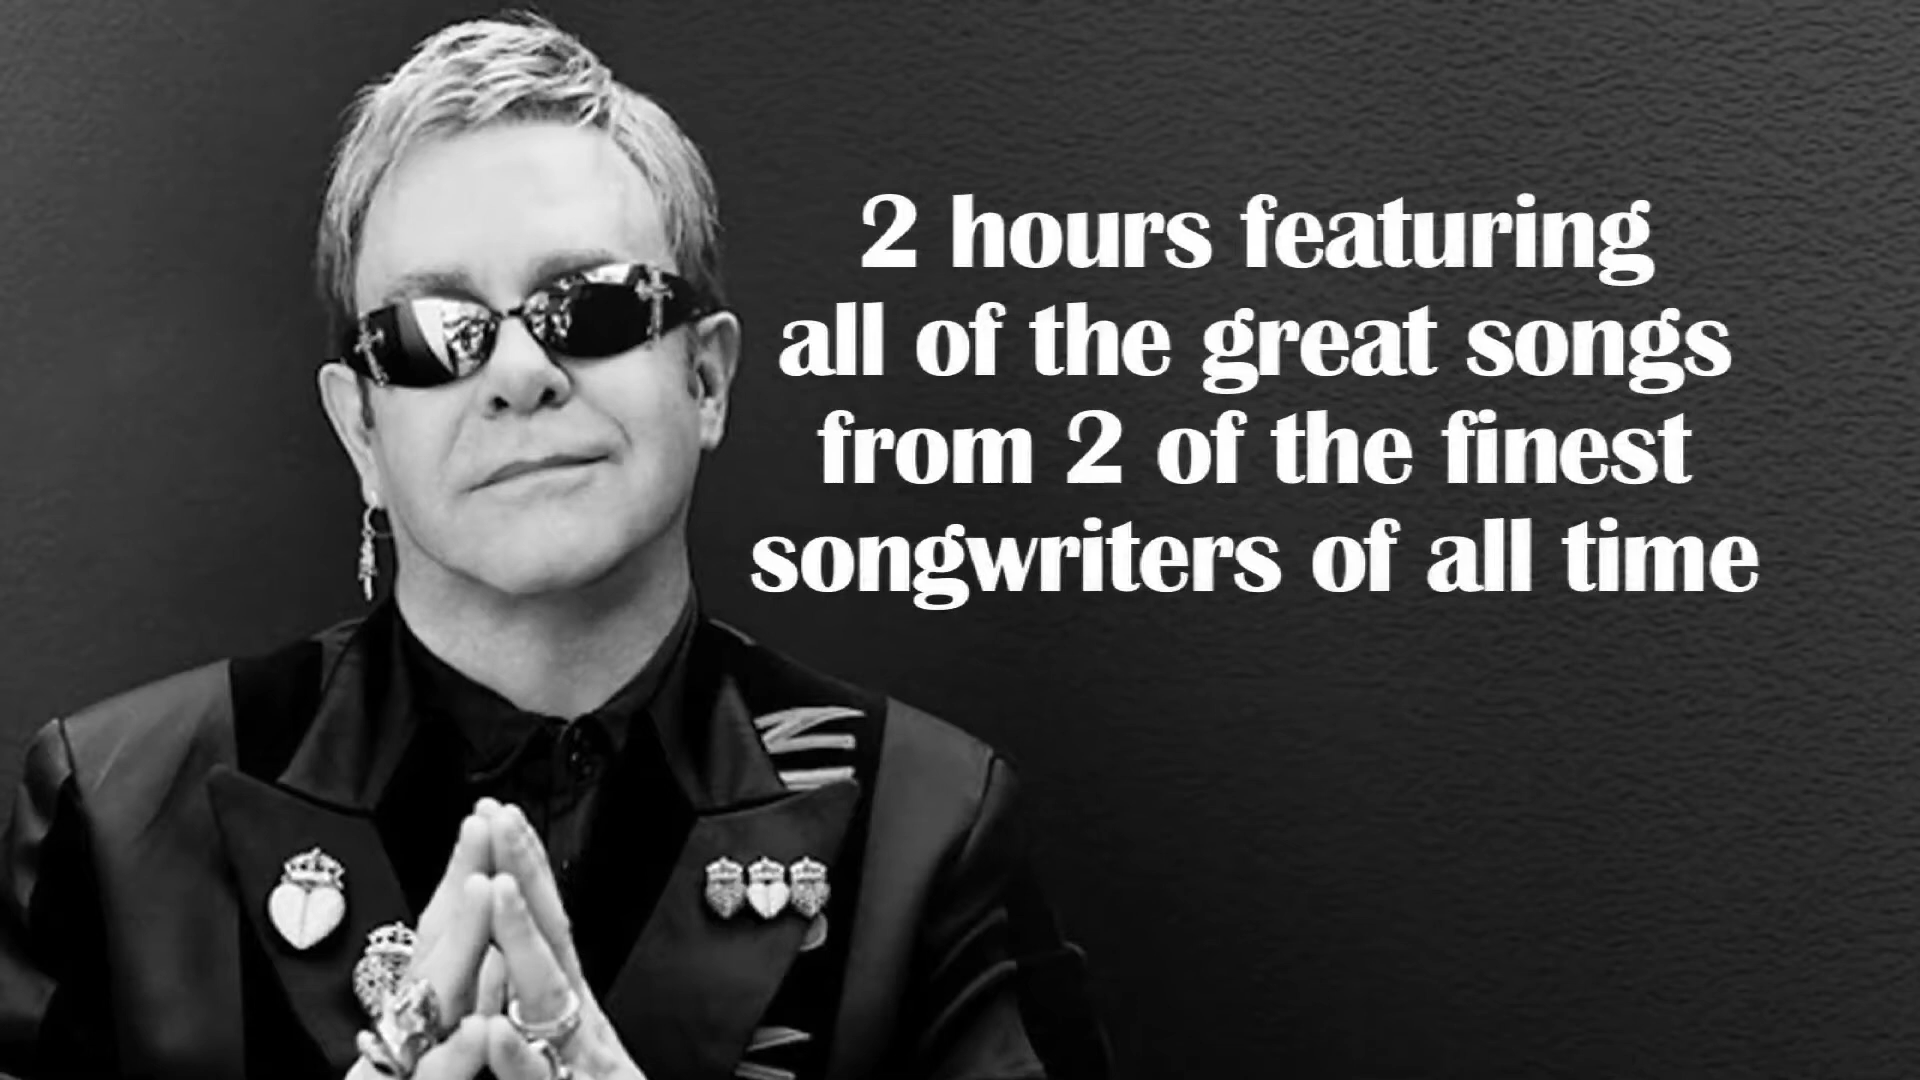 2 hours featuring
all of the great songs
from 2 of the finest
songwriters of all time